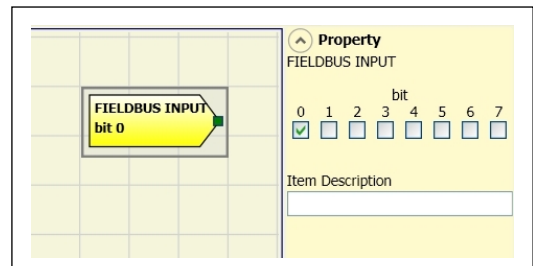 FIELDBUS INPUT
bit 0
Property
FIELDBUS INPUT
bit
0 1 2 3 4 5 6 7
Item Description